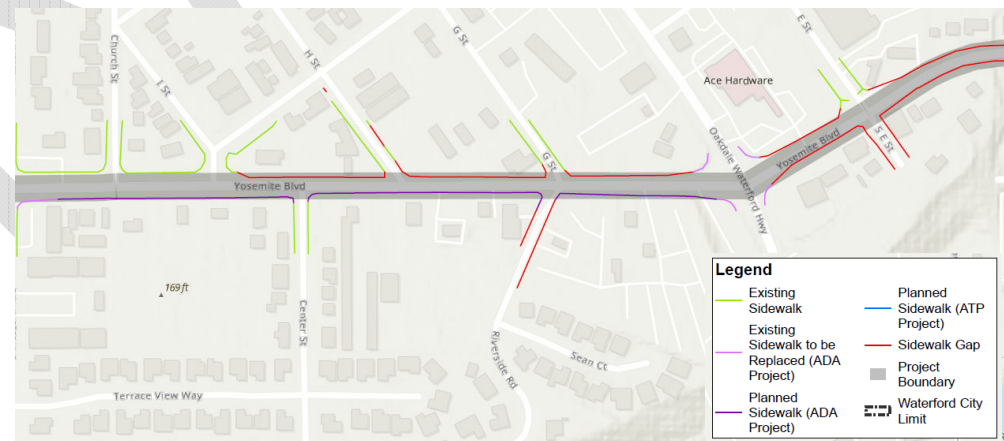 Church St
I St
H St
G St
E St
Ace Hardware
Oakdale Waterford Hwy
G St
Yosemite Blvd
S E St
Yosemite Blvd
169 ft
Center St
Riverside Rd
Sean Ct
Terrace View Way
Legend
Existing
Sidewalk
Existing
Sidewalk to be
Replaced (ADA
Project)
Planned
Sidewalk (ADA
Project)
Planned
Sidewalk (ATP
Project)
Sidewalk Gap
Project
Boundary
Waterford City
Limit